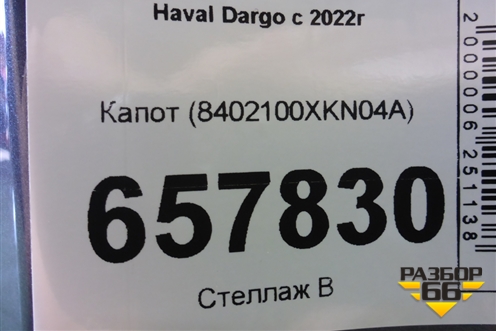 Haval Dargo с 2022г
Капот (8402100XKN04A)
657830
Стеллаж В
2000006251138
РАЗБОР
66